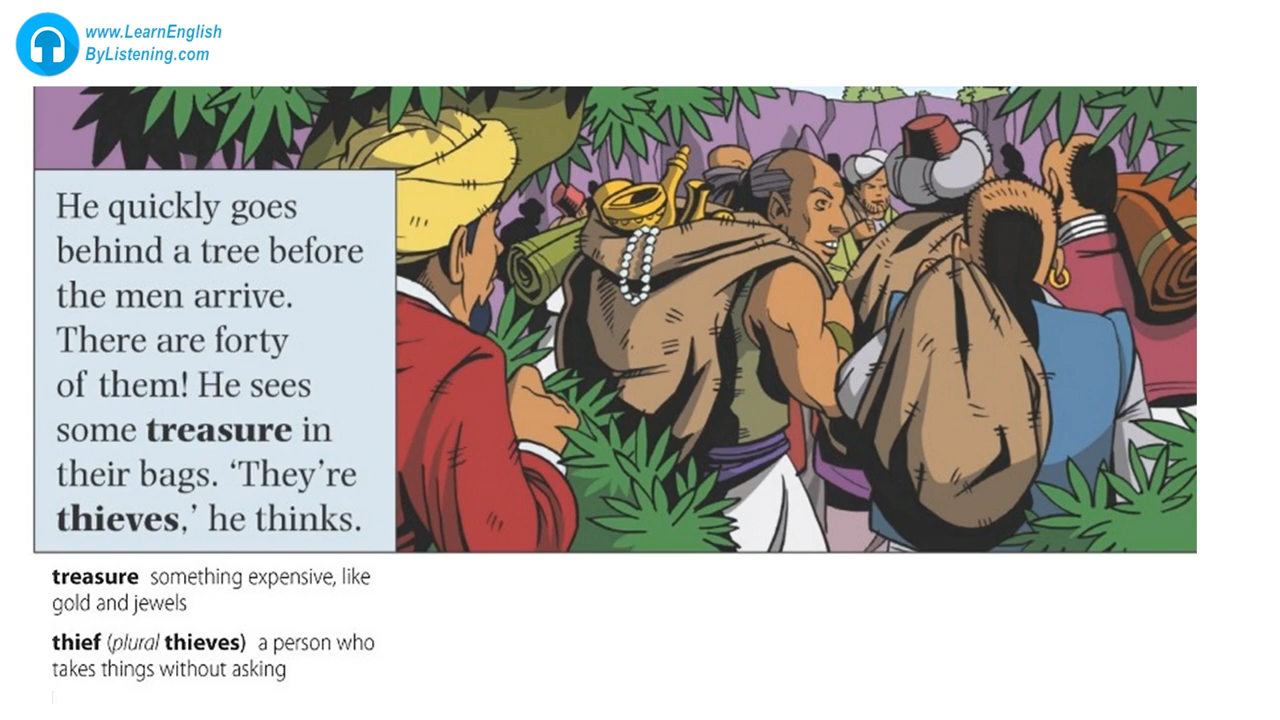 www.LearnEnglish
ByListening.com
He quickly goes
behind a tree before
the men arrive.
There are forty
of them! He sees
some treasure in
their bags. ‘They’re
thieves,’ he thinks.
treasure something expensive, like
gold and jewels
thief (plural thieves) a person who
takes things without asking